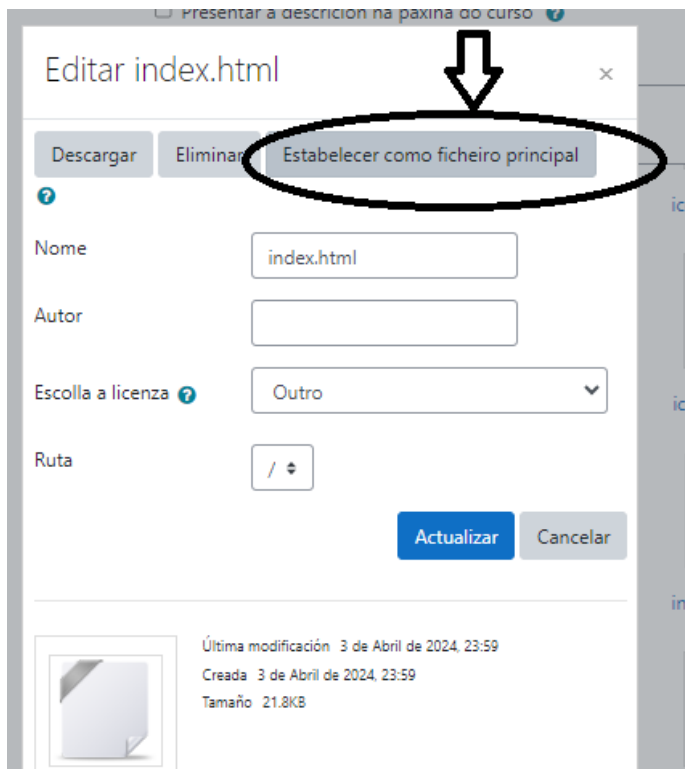 Presentar a descrición na páxina do curso
Editar index.html ×
Descargar Eliminar Estabelecer como ficheiro principal
Nome index.html
Autor
Escolla a licenza Outro
Ruta /
Actualizar Cancelar
Última modificación 3 de Abril de 2024, 23:59
Creada 3 de Abril de 2024, 23:59
Tamaño 21.8KB